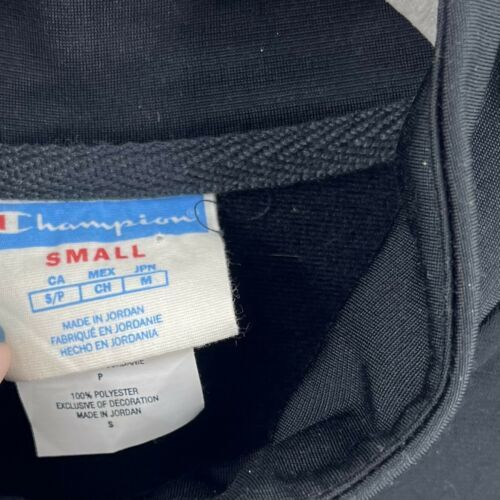 Champion
SMALL
CA MEX JPN
S/P CH M
MADE IN JORDAN
FABRIQUÉ EN JORDANIE
HECHO EN JORDANIA
P
100% POLYESTER
EXCLUSIVE OF DECORATION
MADE IN JORDAN
S